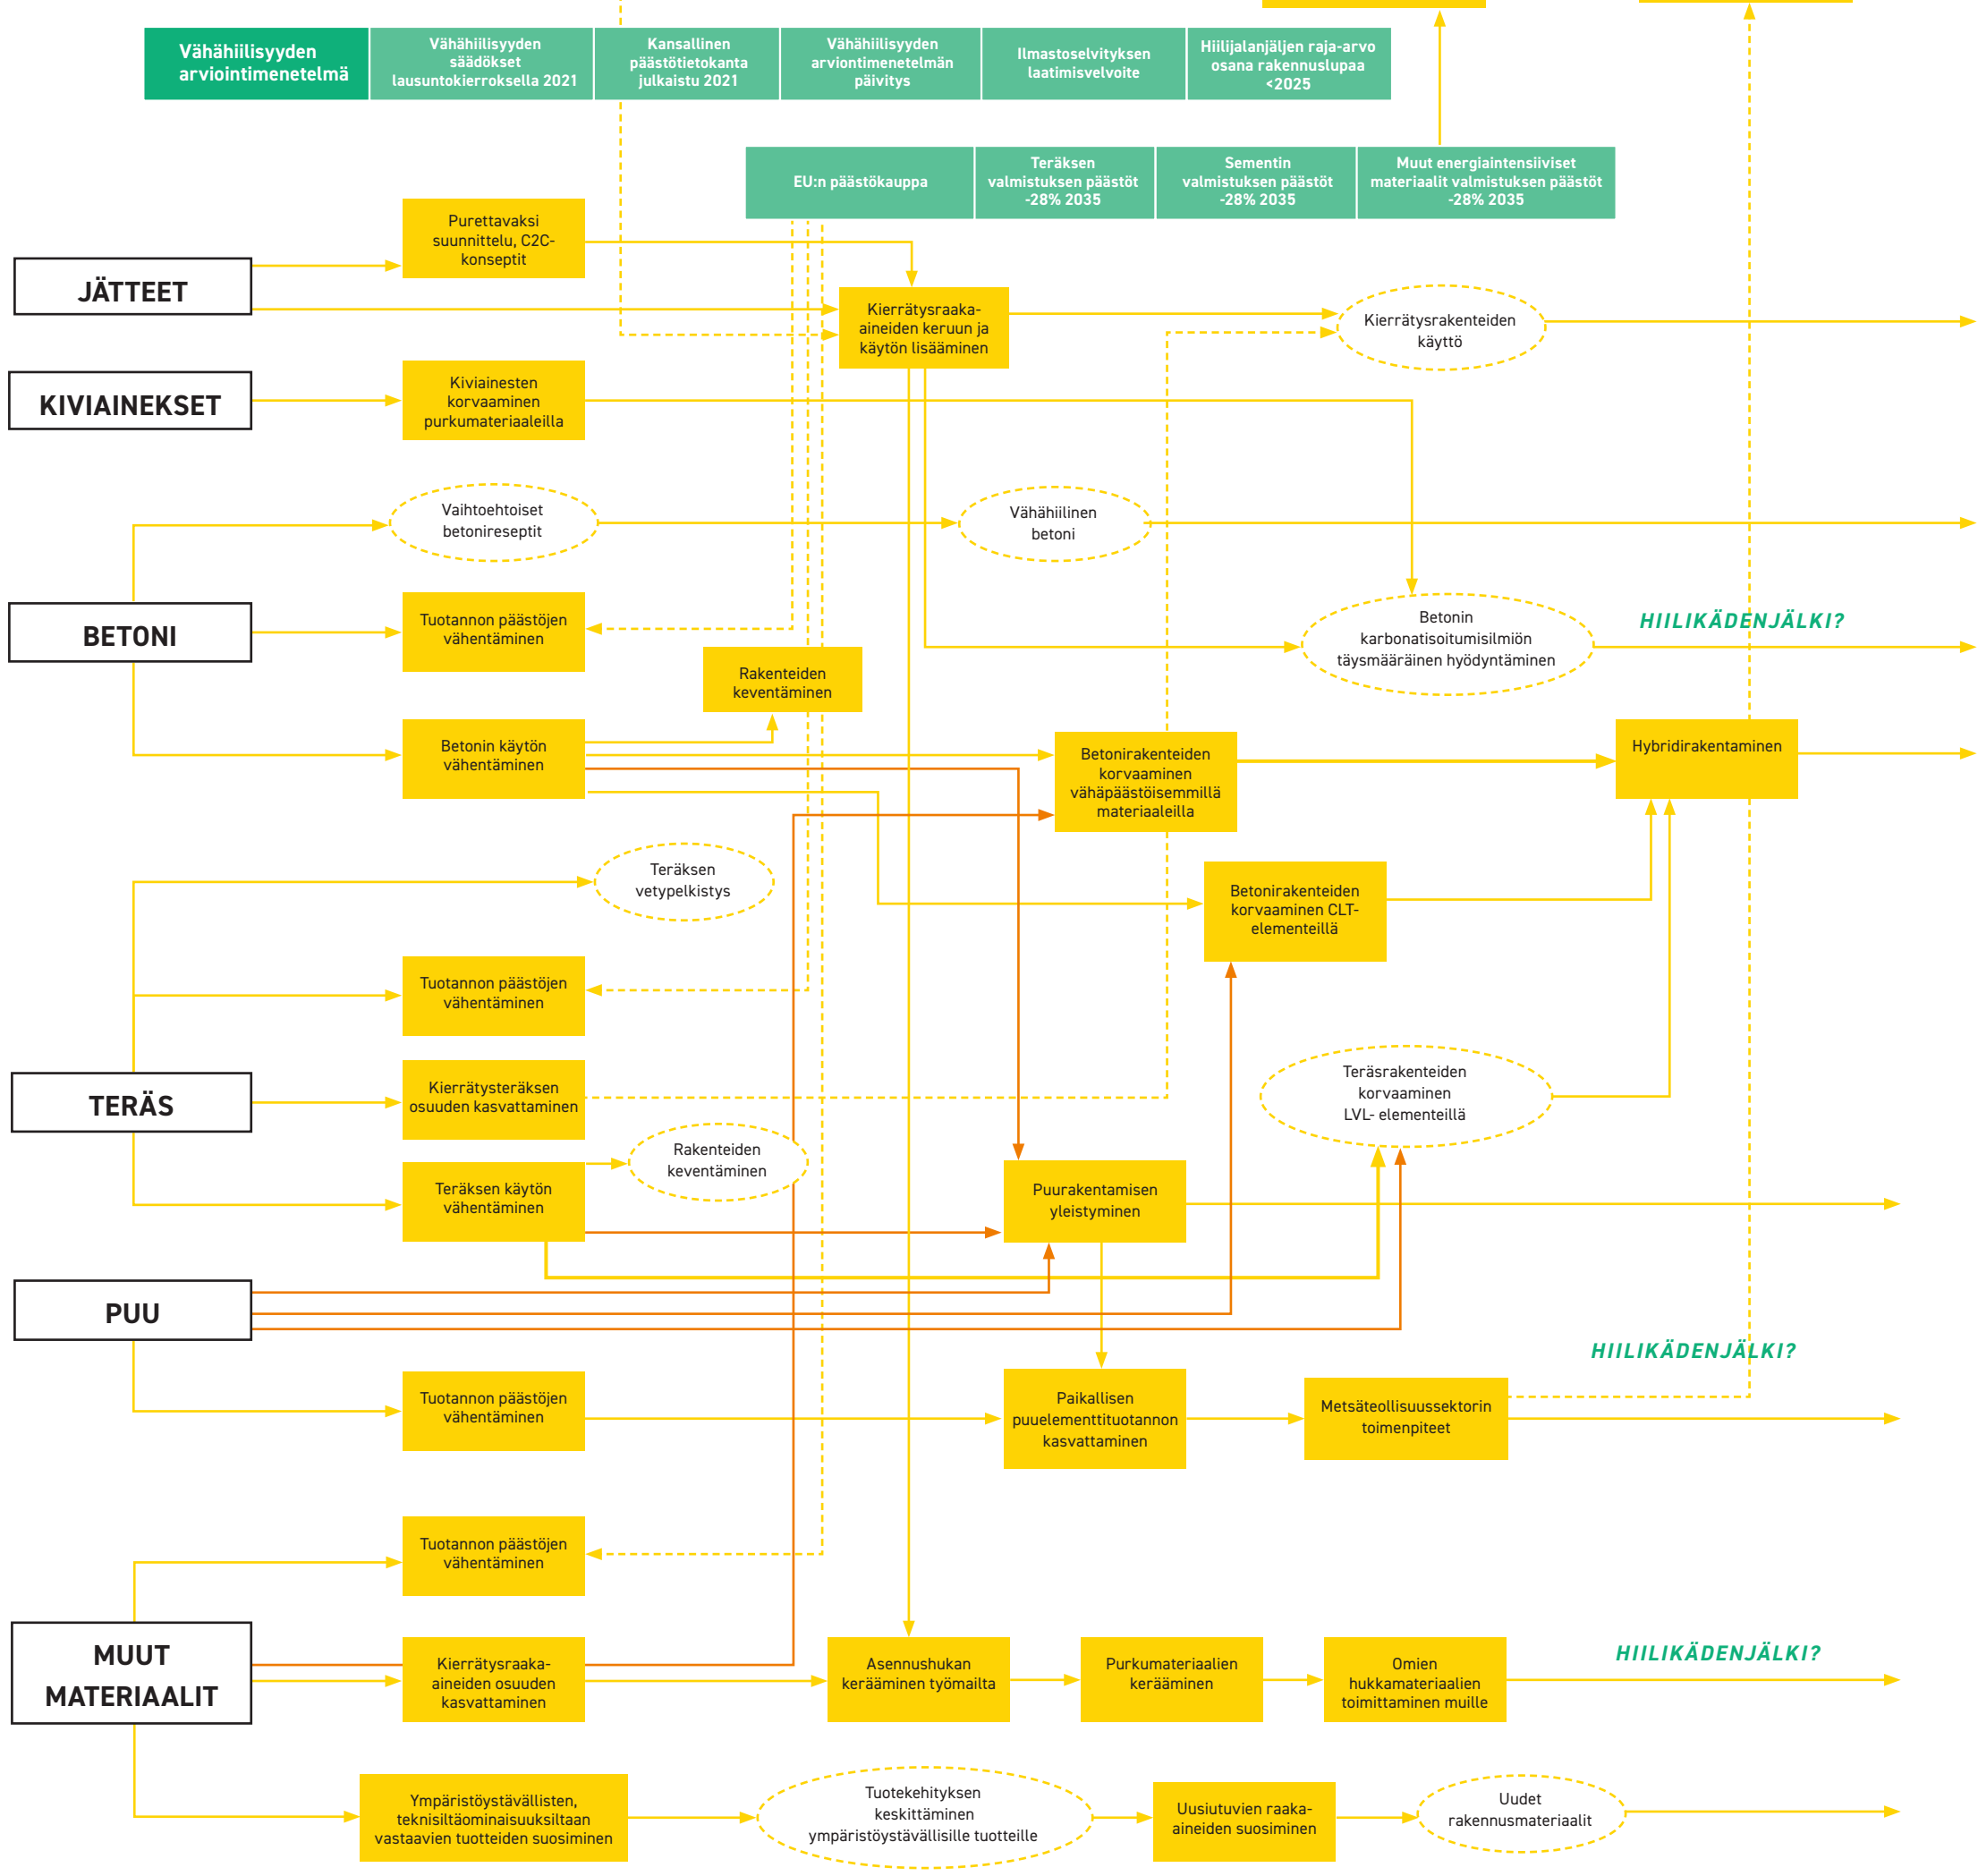 Vähähiilisyyden
arviointimenetelmä
Vähähiilisyyden
säädökset
lausuntokierroksella 2021
Kansallinen
päästötietokanta
julkaistu 2021
Vähähiilisyyden
arviontimenetelmän
päivitys
Ilmastoselvityksen
laatimisvelvoite
Hiilijalanjäljen raja-arvo
osana rakennuslupaa
<2025
EU:n päästökauppa
Teräksen
valmistuksen päästöt
-28% 2035
Sementin
valmistuksen päästöt
-28% 2035
Muut energiaintensiiviset
materiaalit valmistuksen päästöt
-28% 2035
JÄTTEET
Purettavaksi
suunnittelu, C2C-
konseptit
Kierrätysraaka-
aineiden keruun ja
käytön lisääminen
Kierrätysrakenteiden
käyttö
KIVIAINEKSET
Kiviainesten
korvaaminen
purkumateriaaleilla
Vaihtoehtoiset
betonireseptit
Vähähiilinen
betoni
BETONI
Tuotannon päästöjen
vähentäminen
Betonin
karbonatisoitumisilmiön
täysmääräinen hyödyntäminen
HIILIKÄDENJÄLKI?
Rakenteiden
keventäminen
Betonin käytön
vähentäminen
Betonirakenteiden
korvaaminen
vähäpäästöisemmillä
materiaaleilla
Hybridirakentaminen
Teräksen
vetypelkistys
Betonirakenteiden
korvaaminen CLT-
elementeillä
Tuotannon päästöjen
vähentäminen
TERÄS
Kierrätysteräksen
osuuden kasvattaminen
Teräsrakenteiden
korvaaminen
LVL- elementeillä
Rakenteiden
keventäminen
Teräksen käytön
vähentäminen
Puurakentamisen
yleistyminen
PUU
HIILIKÄDENJÄLKI?
Tuotannon päästöjen
vähentäminen
Paikallisen
puuelementtituotannon
kasvattaminen
Metsäteollisuussektorin
toimenpiteet
Tuotannon päästöjen
vähentäminen
MUUT
MATERIAALIT
Kierrätysraaka-
aineiden osuuden
kasvattaminen
Asennushukan
kerääminen työmailta
Purkumateriaalien
kerääminen
Omien
hukkamateriaalien
toimittaminen muille
HIILIKÄDENJÄLKI?
Ympäristöystävällisten,
teknisiltäominaisuuksiltaan
vastaavien tuotteiden suosiminen
Tuotekehityksen
keskittäminen
ympäristöystävällisille tuotteille
Uusiutuvien raaka-
aineiden suosiminen
Uudet
rakennusmateriaalit